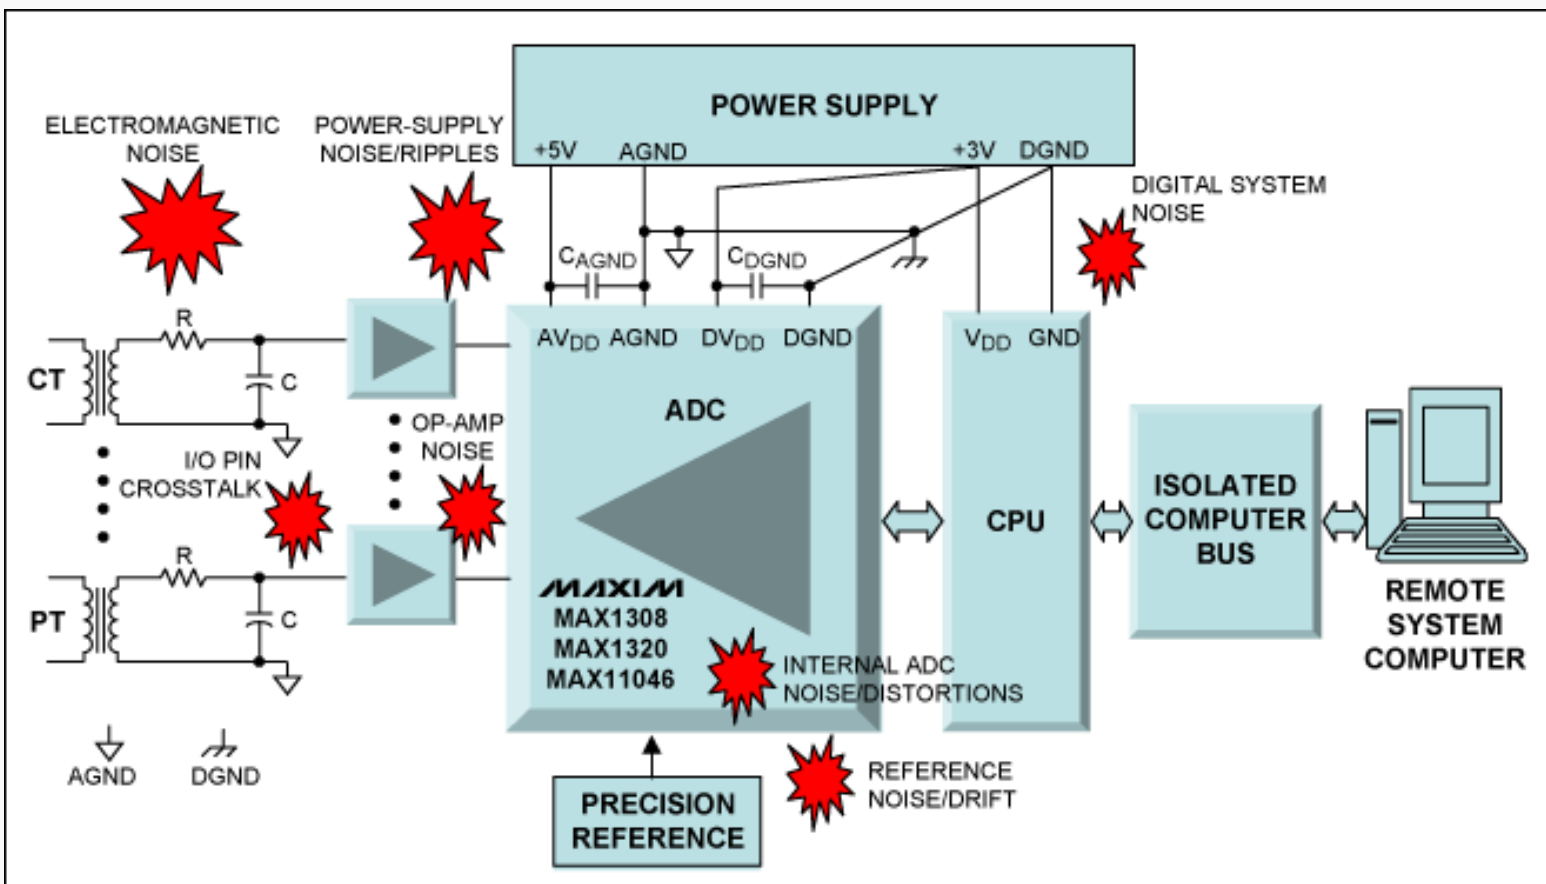 POWER SUPPLY
+5V
AGND
+3V
DGND
ELECTROMAGNETIC
NOISE
POWER-SUPPLY
NOISE/RIPPLES
DIGITAL SYSTEM
NOISE
CAGND
CDGND
R
C
CT
AVDD
AGND
DVDD
DGND
VDD
GND
ADC
OP-AMP
NOISE
I/O PIN
CROSSTALK
R
C
PT
MAXIM
MAX1308
MAX1320
MAX11046
INTERNAL ADC
NOISE/DISTORTIONS
CPU
ISOLATED
COMPUTER
BUS
REMOTE
SYSTEM
COMPUTER
AGND
DGND
PRECISION
REFERENCE
REFERENCE
NOISE/DRIFT